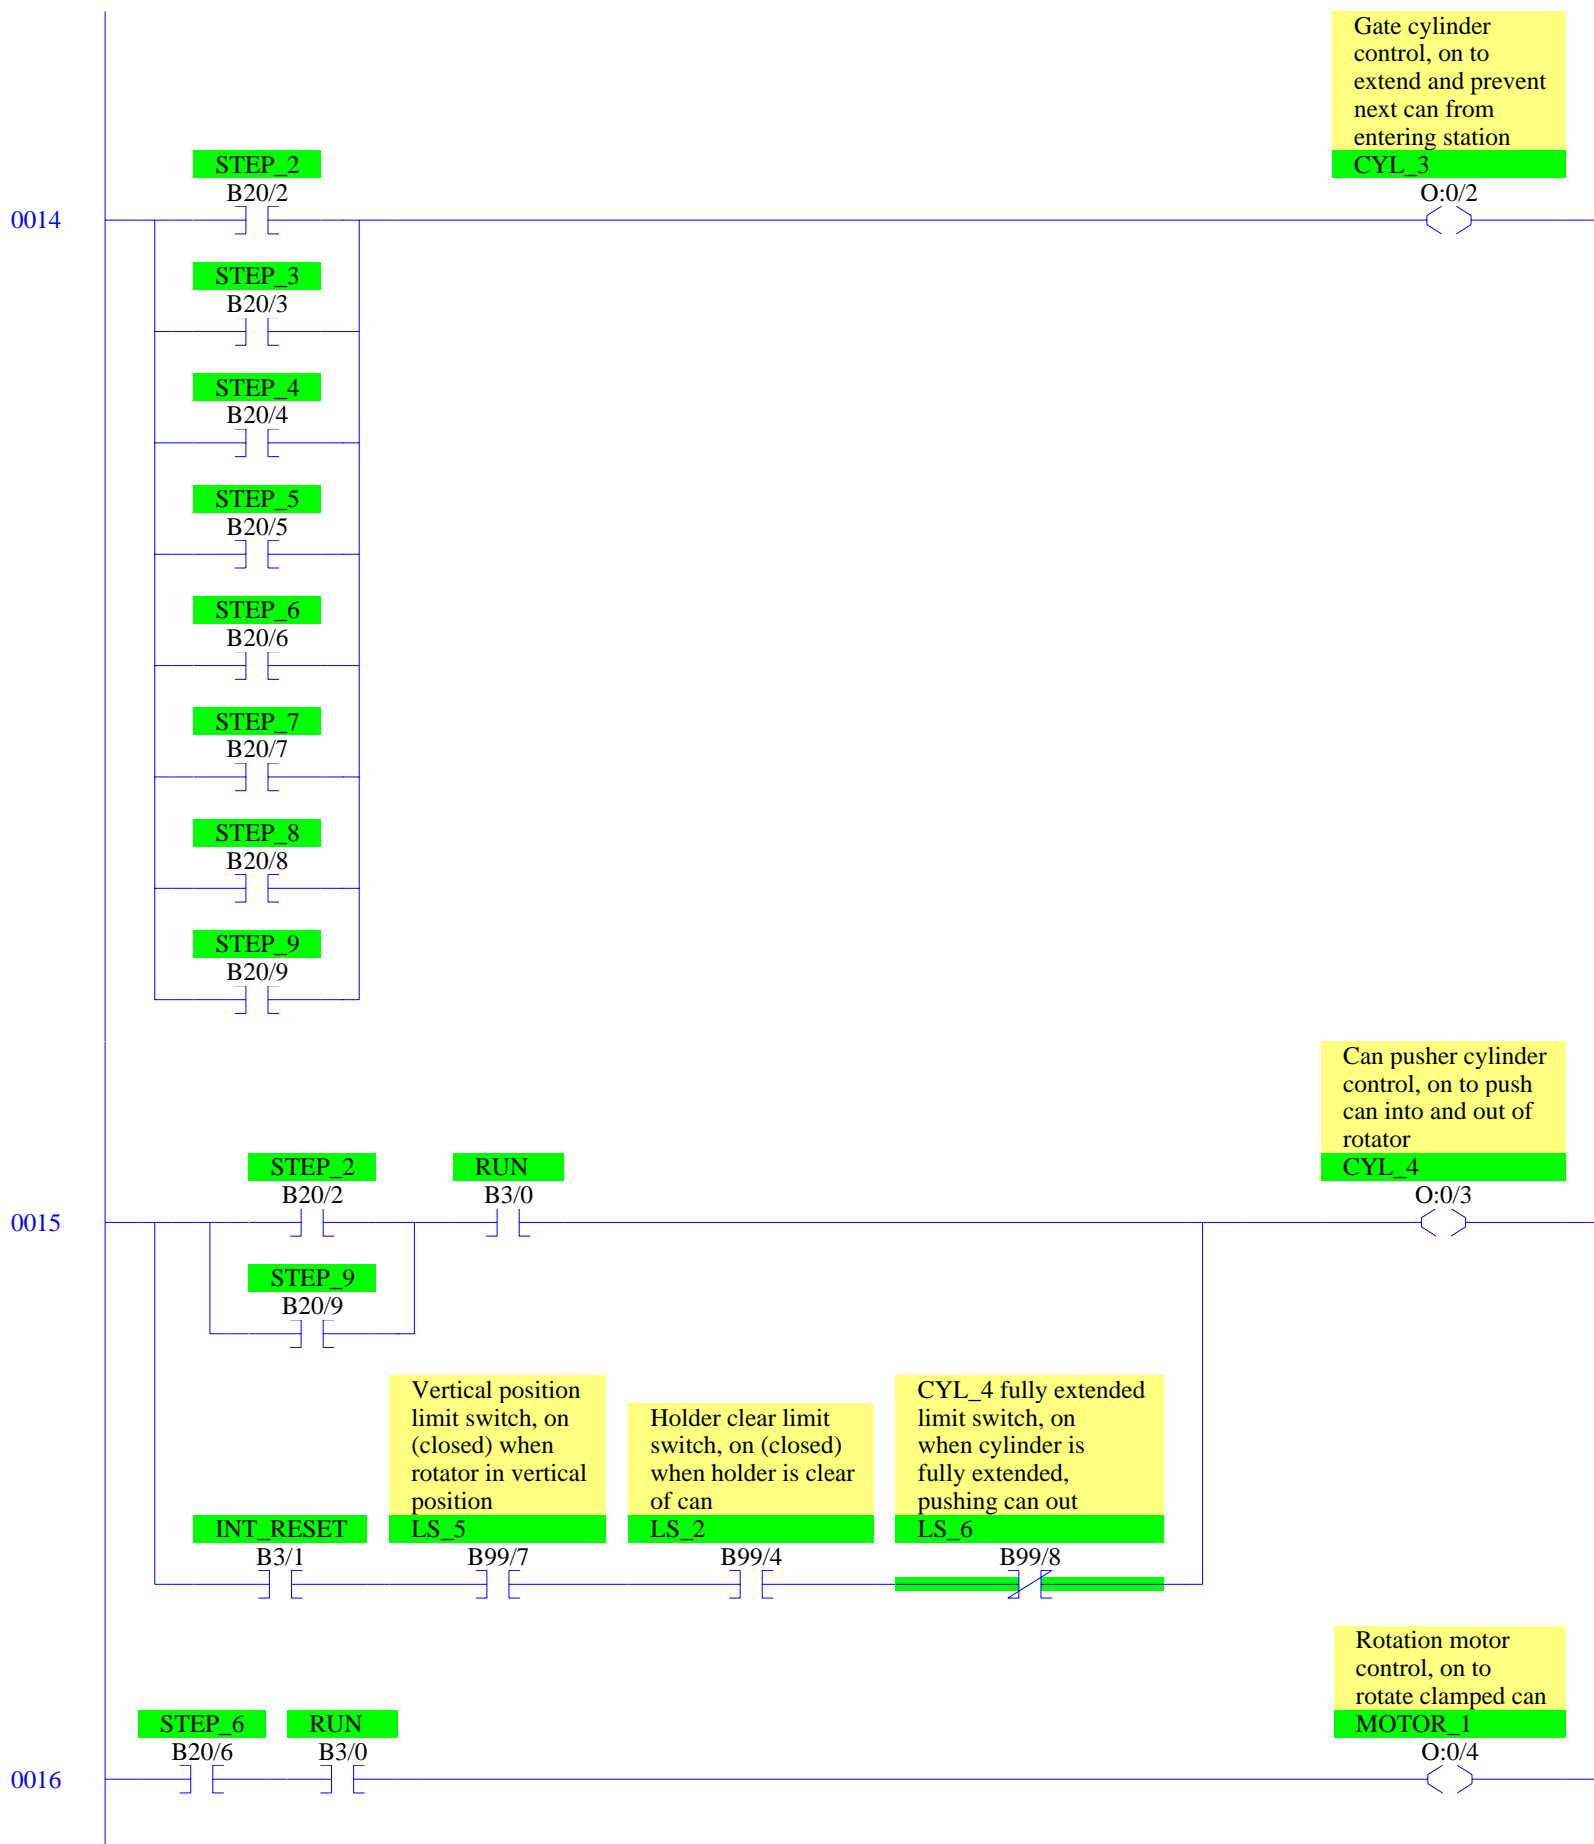 Gate cylinder
control, on to
extend and prevent
next can from
entering station
STEP_2
CYL_3
B20/2
O:0/2
0014
STEP_3
B20/3
STEP_4
B20/4
STEP_5
B20/5
STEP_6
B20/6
STEP_7
B20/7
STEP_8
B20/8
STEP_9
B20/9
Can pusher cylinder
control, on to push
can into and out of
rotator
STEP_2
RUN
CYL_4
B20/2
B3/0
O:0/3
0015
STEP_9
B20/9
Vertical position
limit switch, on
(closed) when
rotator in vertical
position
Holder clear limit
switch, on (closed)
when holder is clear
of can
CYL_4 fully extended
limit switch, on
when cylinder is
fully extended,
pushing can out
INT_RESET
LS_5
LS_2
LS_6
B3/1
B99/7
B99/4
B99/8
Rotation motor
control, on to
rotate clamped can
STEP_6
RUN
MOTOR_1
B20/6
B3/0
O:0/4
0016